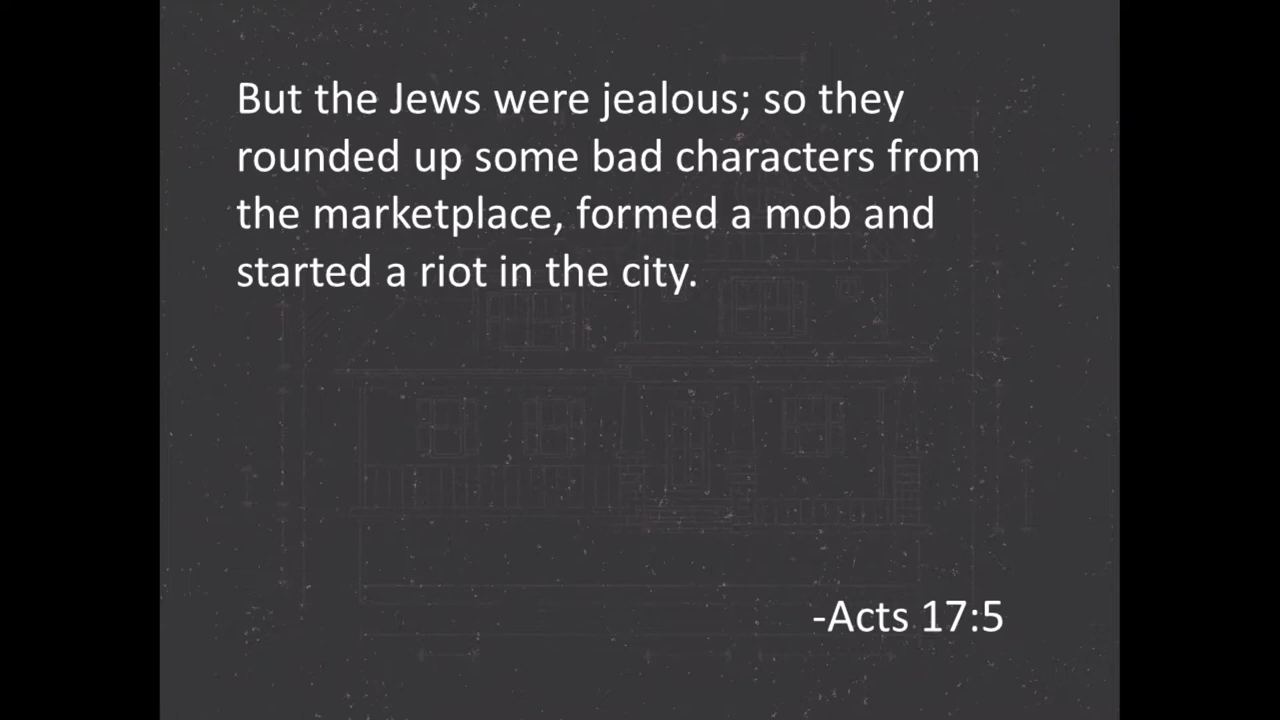 But the Jews were jealous; so they
rounded up some bad characters from
the marketplace, formed a mob and
started a riot in the city.
-Acts 17:5